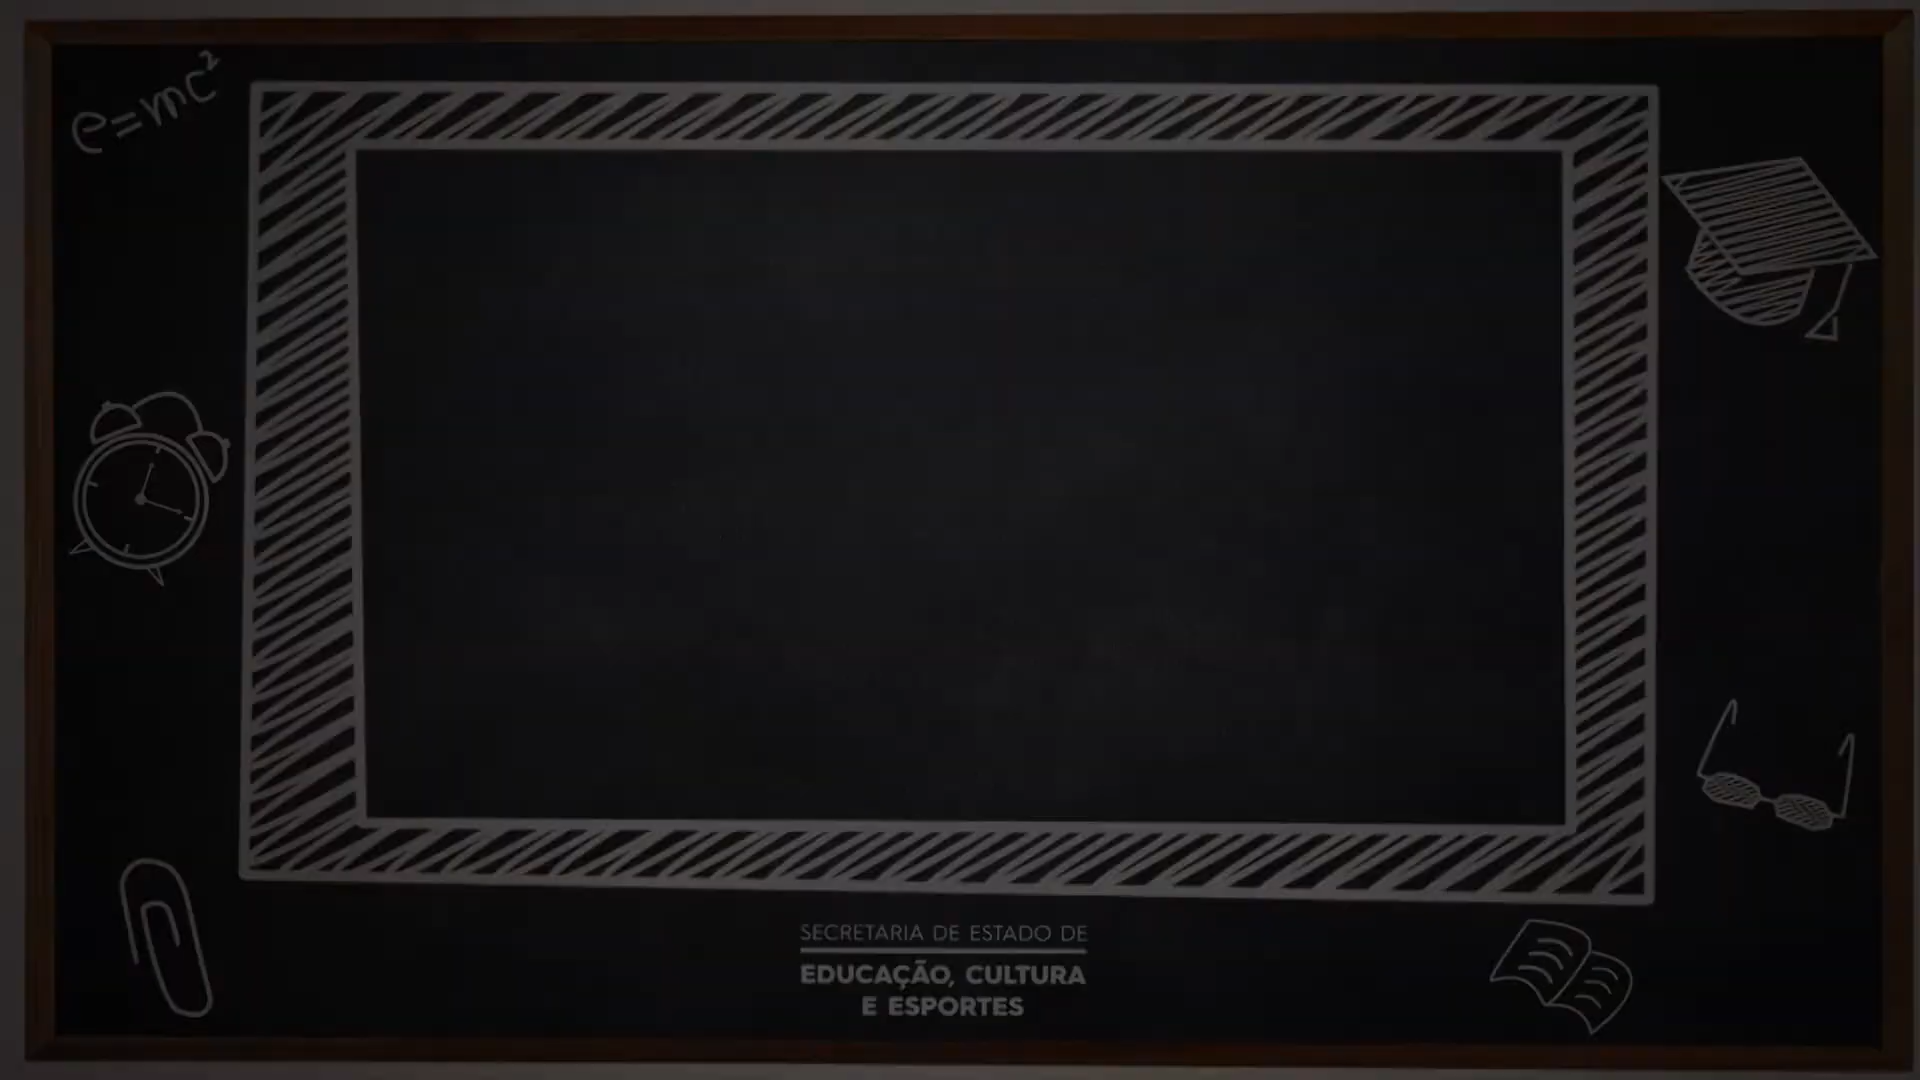 e=mc²
SECRETARIA DE ESTADO DE
EDUCAÇÃO, CULTURA
E ESPORTES